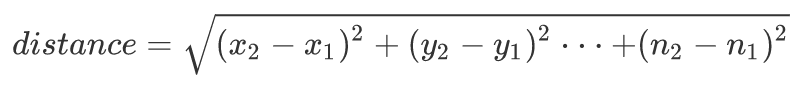 distance = √(x₂ − x₁)² + (y₂ − y₁)² · · · +(n₂ − n₁)²